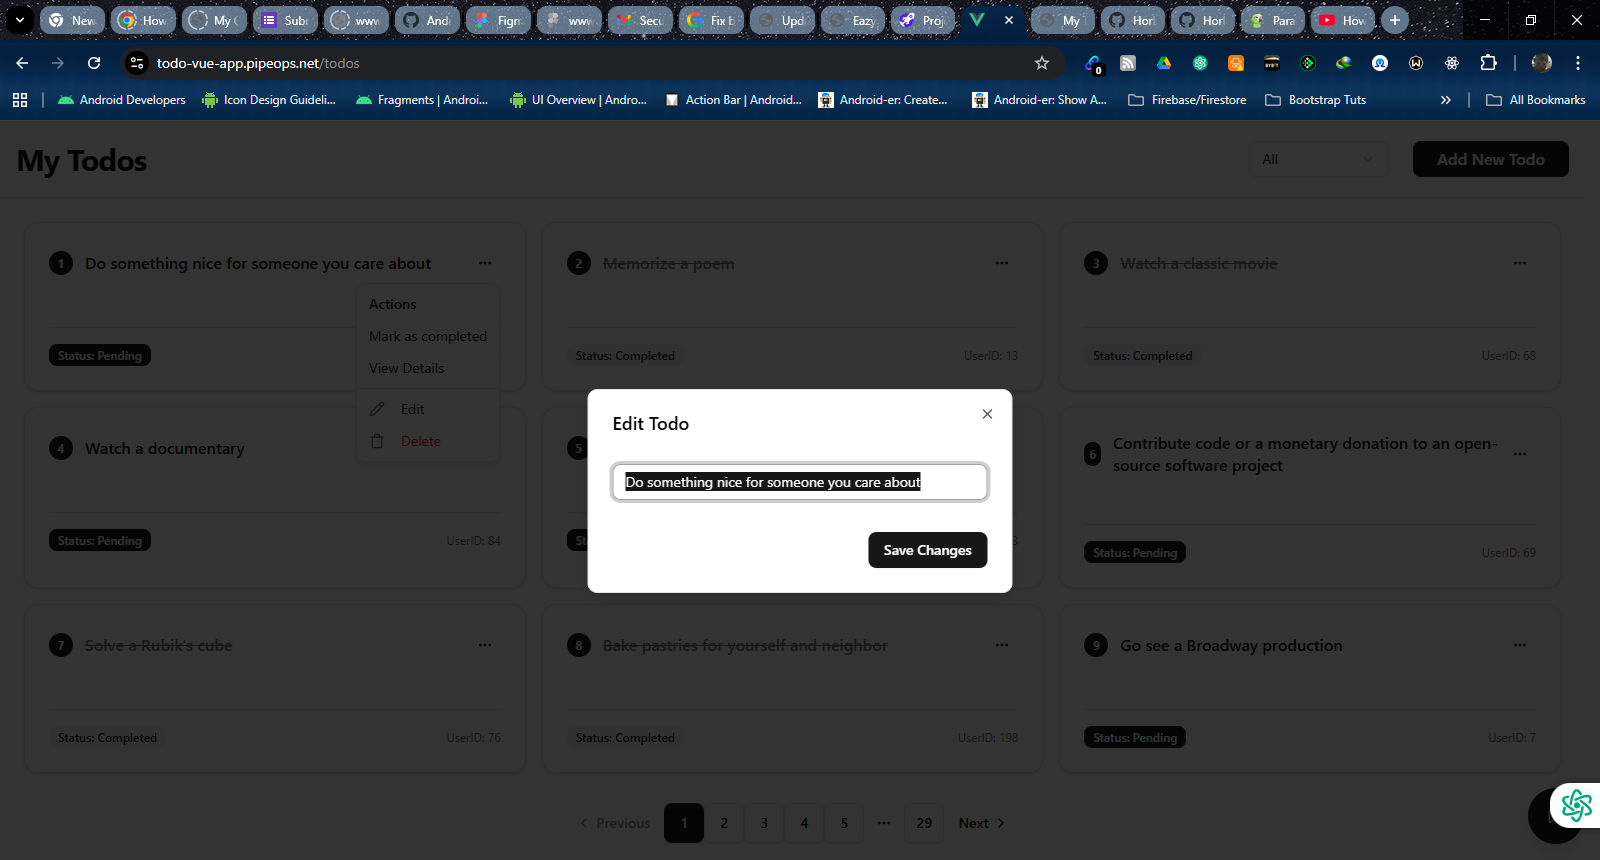 New
How
My C
Sub
www
And
Figm
www.
Secu
Fix b
Upd
Eazy
Proj
My T
Horl
Horl
Para
How
todo-vue-app.pipeops.net/todos
0
Android Developers
Icon Design Guideli...
Fragments | Androi...
UI Overview | Andro...
Action Bar | Android...
Android-er: Create...
Android-er: Show A...
Firebase/Firestore
Bootstrap Tuts
All Bookmarks
My Todos
All
Add New Todo
1 Do something nice for someone you care about
Actions
Mark as completed
View Details
Edit
Delete
Status: Pending
2 Memorize a poem
Status: Completed
UserID: 13
3 Watch a classic movie
Status: Completed
UserID: 68
4 Watch a documentary
Status: Pending
UserID: 84
5
6 Contribute code or a monetary donation to an open-
source software project
Status: Pending
UserID: 69
Edit Todo
Do something nice for someone you care about
Save Changes
7 Solve a Rubik's cube
Status: Completed
UserID: 76
8 Bake pastries for yourself and neighbor
Status: Completed
UserID: 198
9 Go see a Broadway production
Status: Pending
UserID: 7
Previous
1
2
3
4
5
...
29
Next